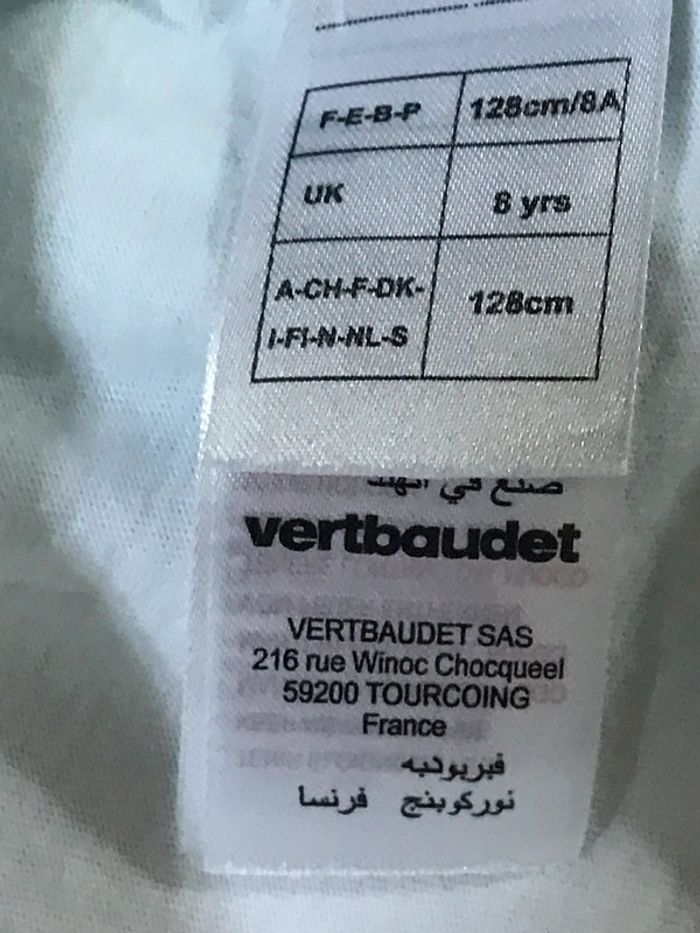 F-E-B-P 128cm/8A
UK 8 yrs
A-CH-F-DK-
I-FI-N-NL-S 128cm
صنع في الهند
vertbaudet
VERTBAUDET SAS
216 rue Winoc Chocqueel
59200 TOURCOING
France
فيربوديه
توركوينج فرنسا